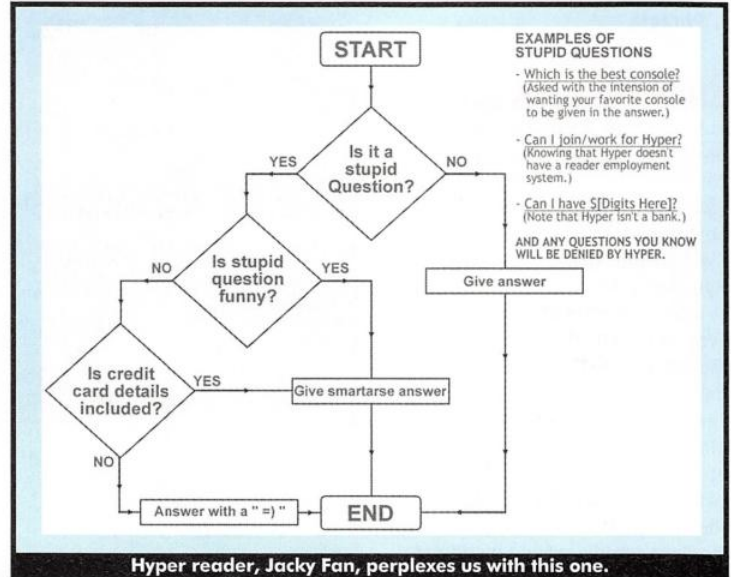 START
EXAMPLES OF
STUPID QUESTIONS
- Which is the best console?
(Asked with the intension of
wanting your favorite console
to be given in the answer.)
- Can I join/work for Hyper?
(Knowing that Hyper doesn't
have a reader employment
system.)
- Can I have $[Digits Here]?
(Note that Hyper isn't a bank.)
AND ANY QUESTIONS YOU KNOW
WILL BE DENIED BY HYPER.
YES
Is it a
stupid
Question?
NO
NO
Is stupid
question
funny?
YES
Give answer
Is credit
card details
included?
YES
Give smartarse answer
NO
Answer with a " =) "
END
Hyper reader, Jacky Fan, perplexes us with this one.